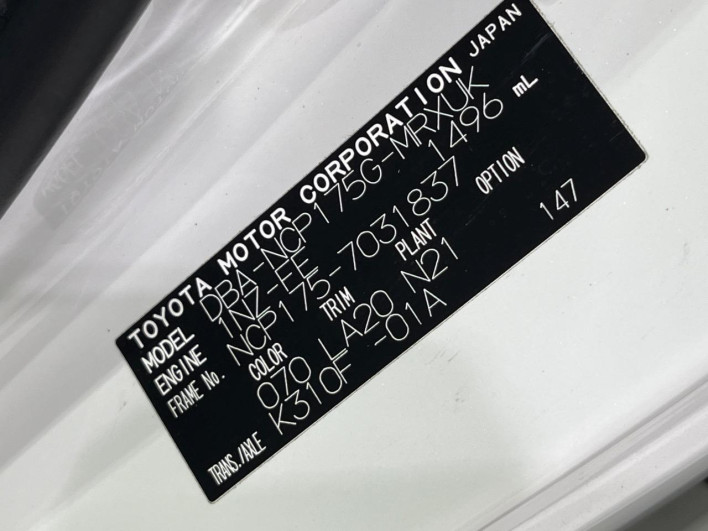 TOYOTA MOTOR CORPORATION JAPAN
MODEL DBA-NCP175G-MRXUK
ENGINE 1NZ-FE 1496 mL
FRAME No. NCP175-7031837
COLOR TRIM PLANT OPTION
070 LA20 N21 147
TRANS./AXLE K310F -01A